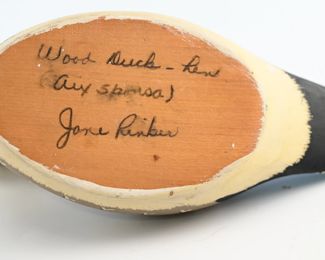 Wood Duck - hen
(aix sponsa)
Jane Rinker